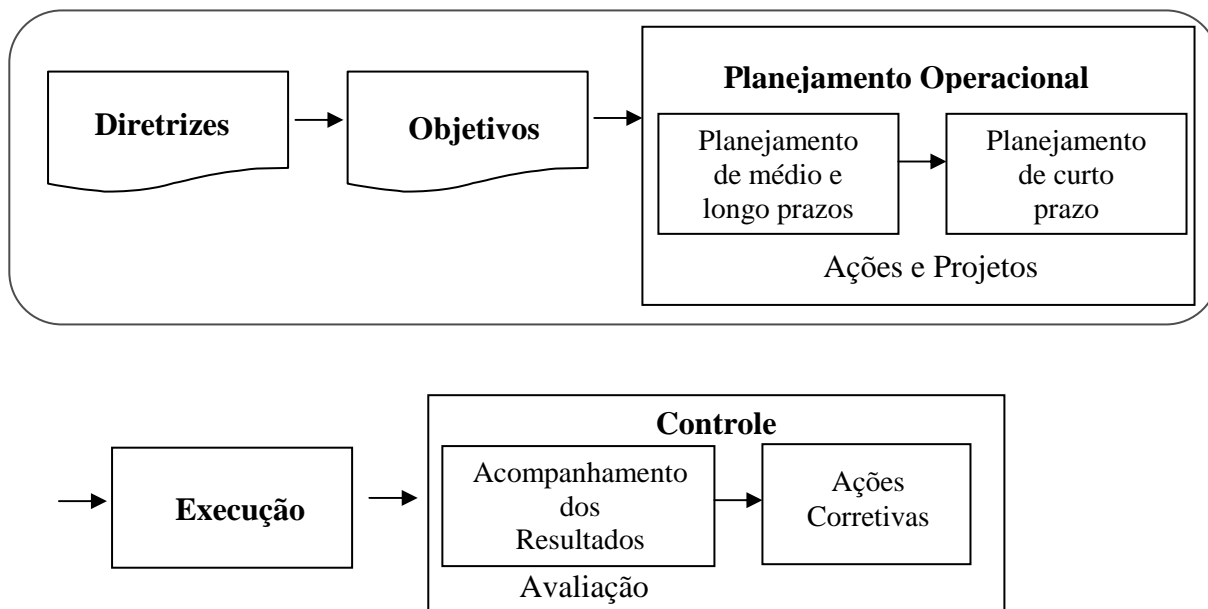 Diretrizes
Objetivos
Planejamento Operacional
Planejamento
de médio e
longo prazos
Planejamento
de curto
prazo
Ações e Projetos
Execução
Controle
Acompanhamento
dos
Resultados
Ações
Corretivas
Avaliação